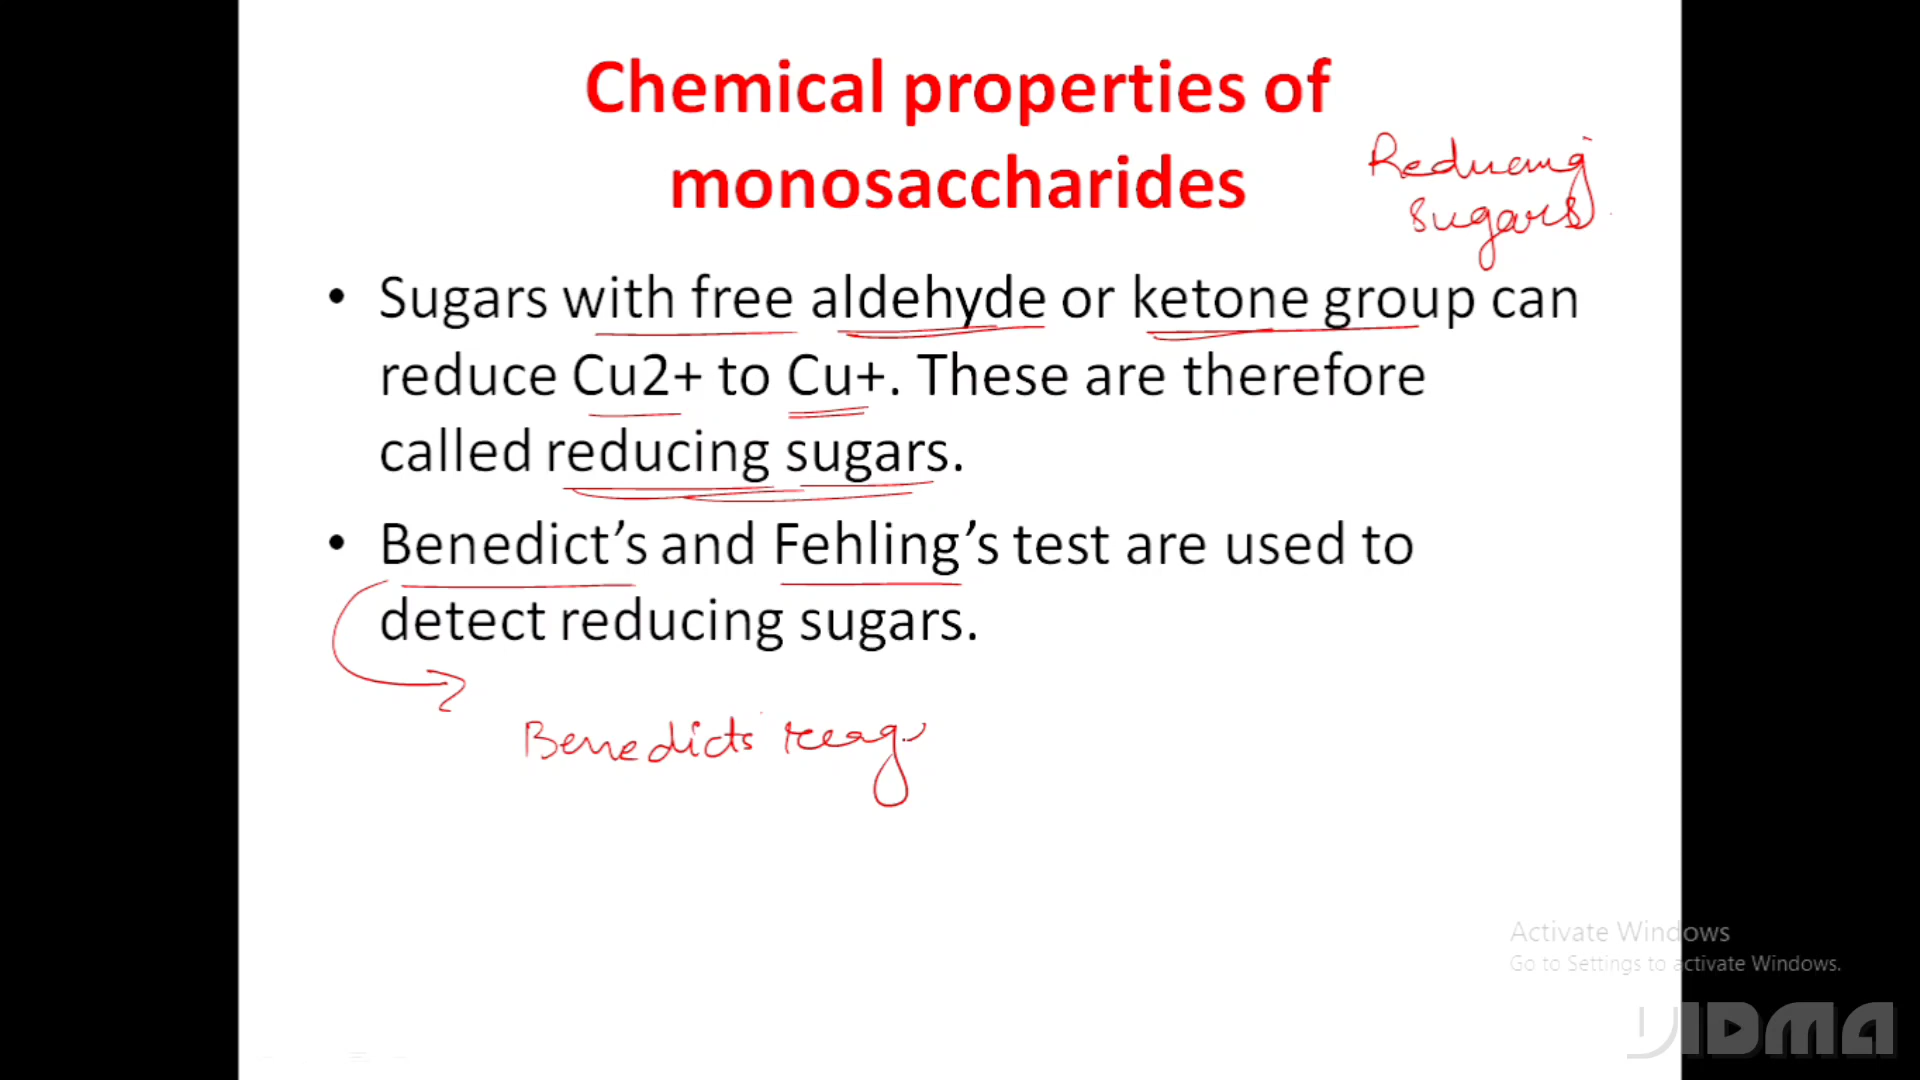 Chemical properties of
monosaccharides
Reducing
sugars
• Sugars with free aldehyde or ketone group can
reduce Cu2+ to Cu+. These are therefore
called reducing sugars.
• Benedict’s and Fehling’s test are used to
detect reducing sugars.
Benedicts reag
Activate Windows
Go to Settings to activate Windows.
VIDMA